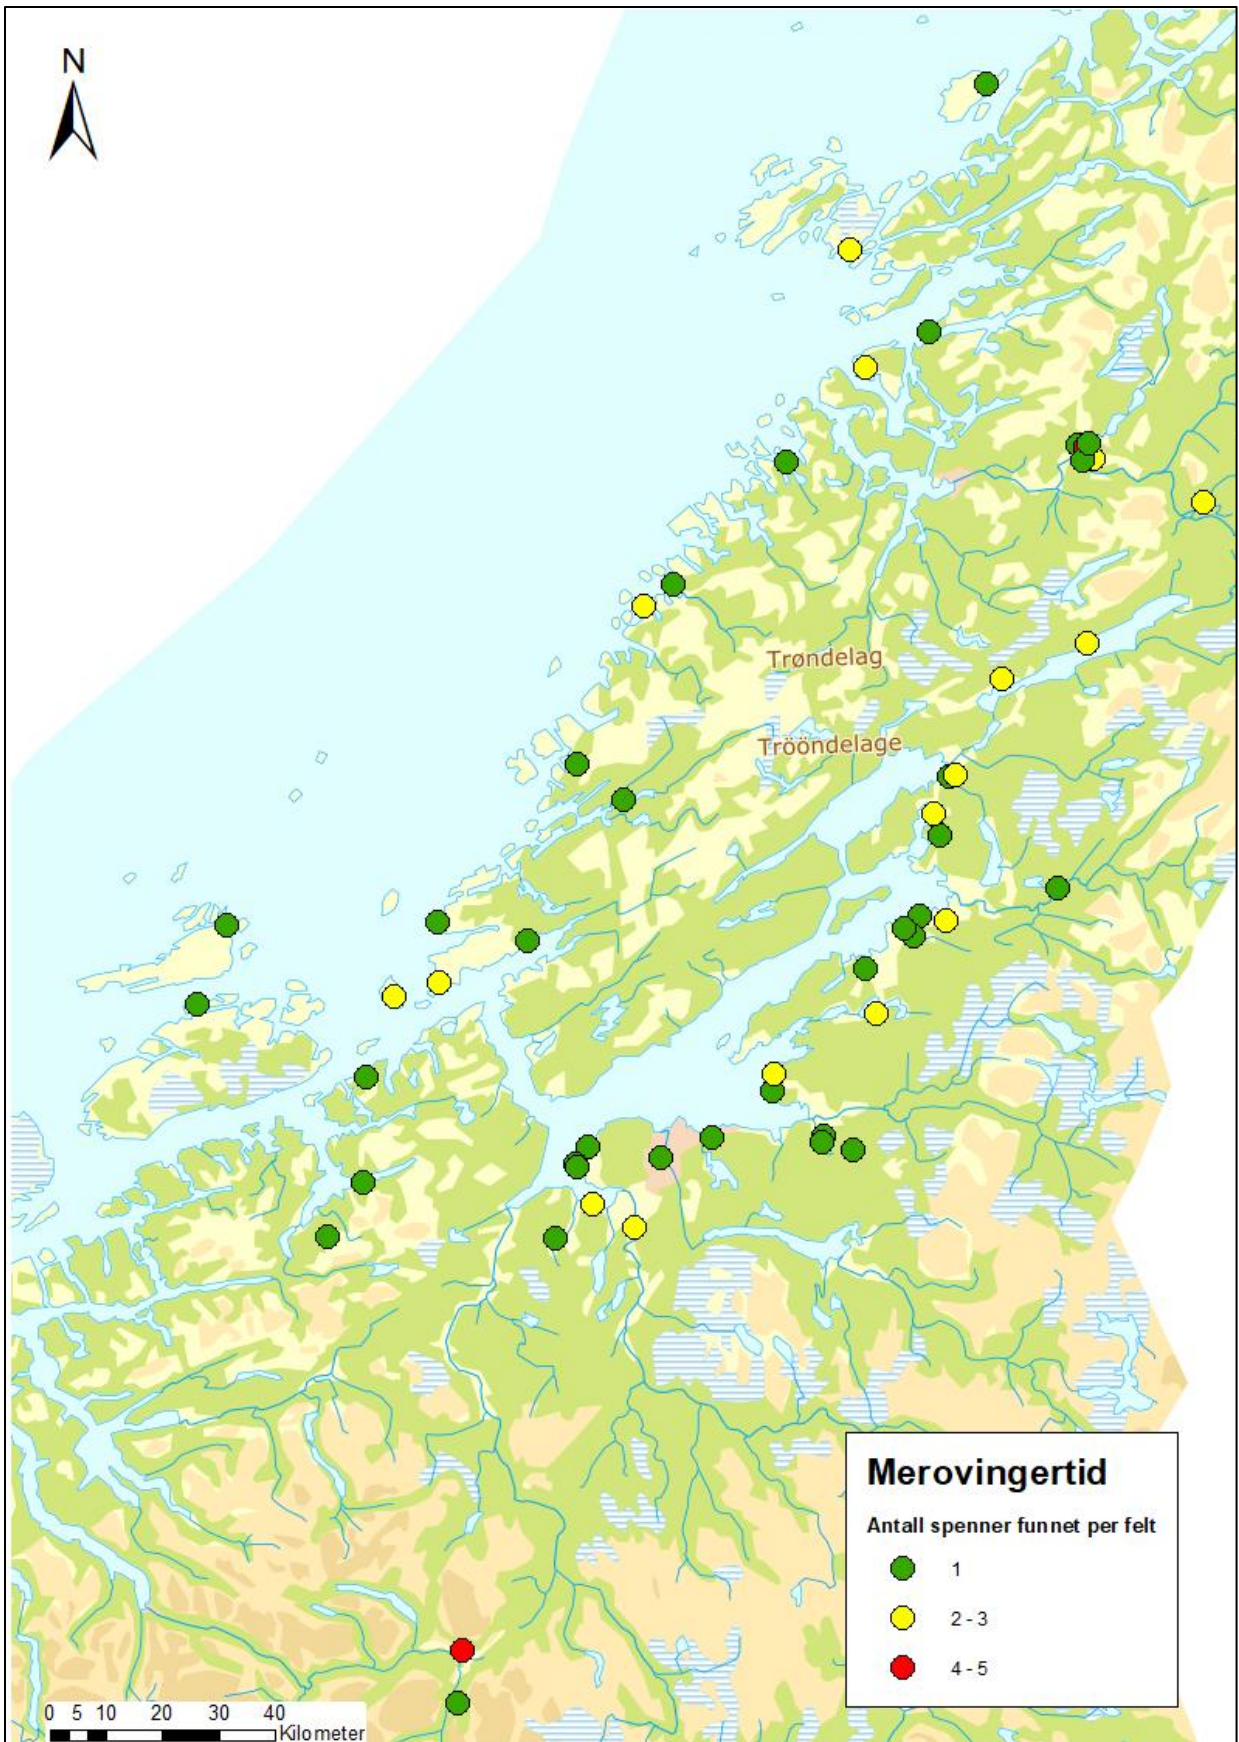 N
Trøndelag
Trööndelage
Merovingertid
Antall spenner funnet per felt
1
2 - 3
4 - 5
0 5 10 20 30 40
Kilometer